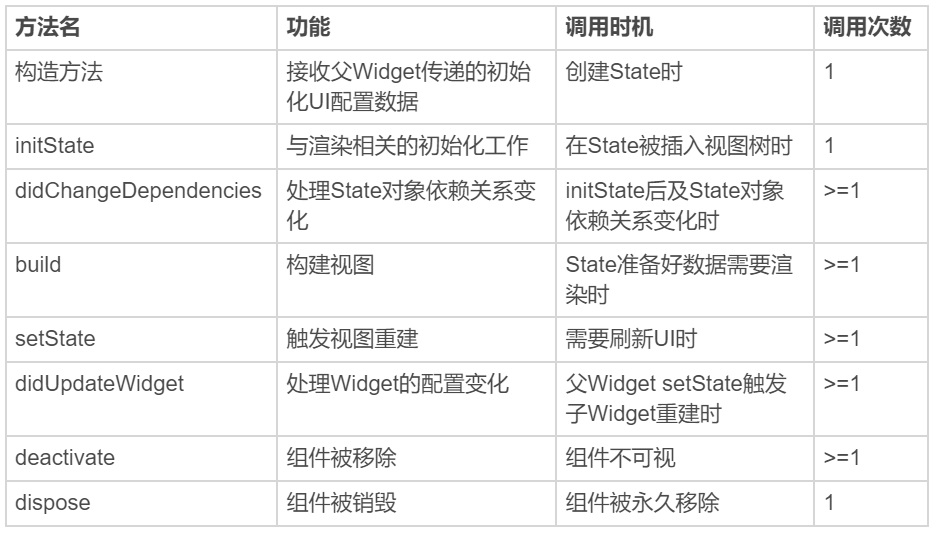 方法名 功能 调用时机 调用次数
构造方法 接收父Widget传递的初始 创建State时 1
化UI配置数据
initState 与渲染相关的初始化工作 在State被插入视图树时 1
didChangeDependencies 处理State对象依赖关系变 initState后及State对象 >=1
化 依赖关系变化时
build 构建视图 State准备好数据需要渲 >=1
染时
setState 触发视图重建 需要刷新UI时 >=1
didUpdateWidget 处理Widget的配置变化 父Widget setState触发 >=1
子Widget重建时
deactivate 组件被移除 组件不可视 >=1
dispose 组件被销毁 组件被永久移除 1